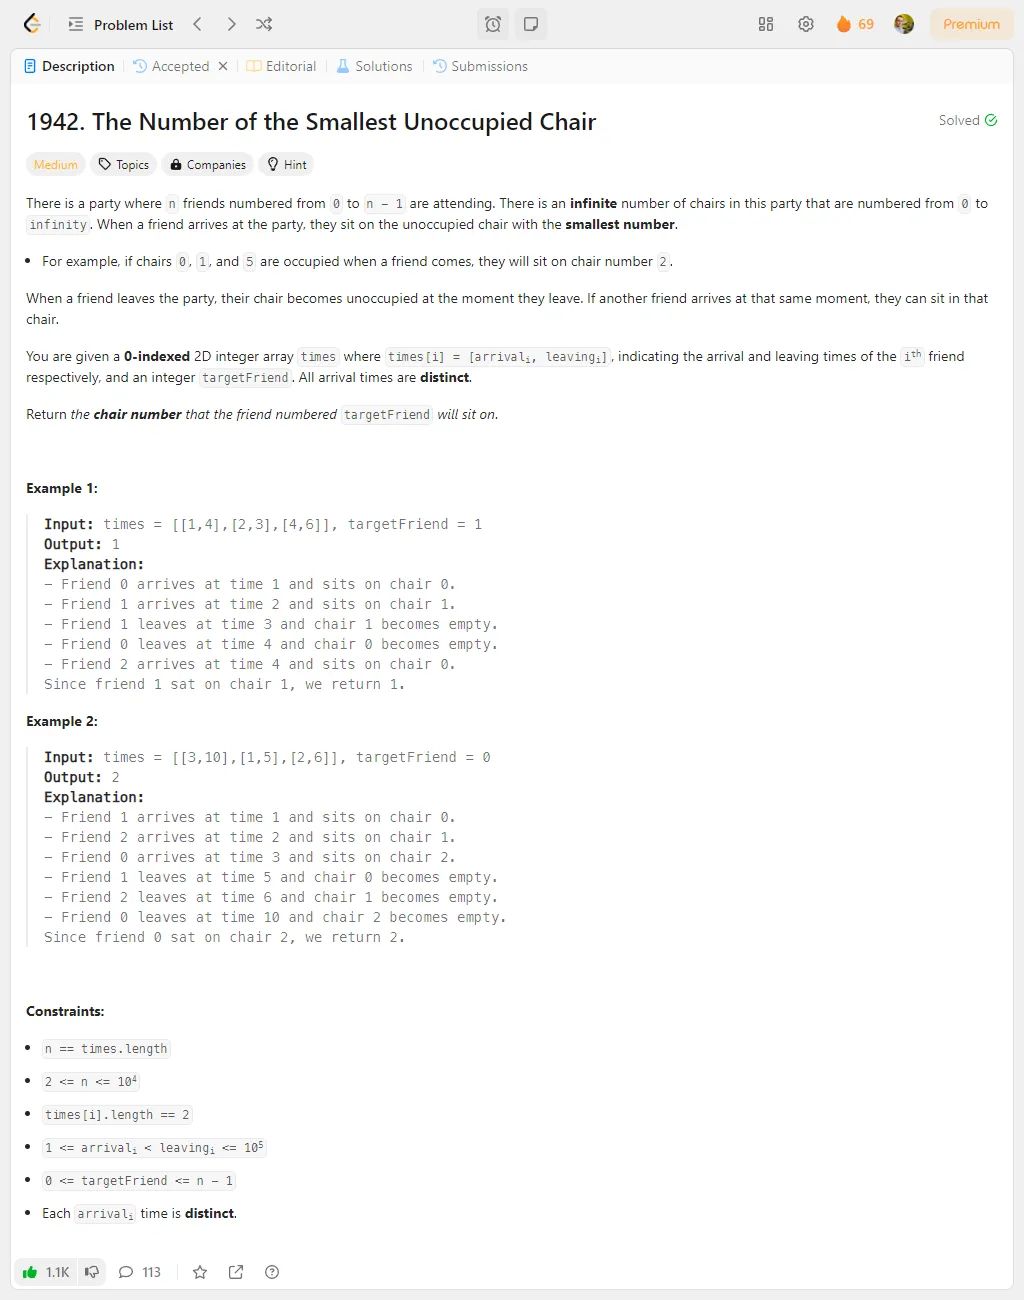 Problem List
69
Premium
Description
Accepted
Editorial
Solutions
Submissions
1942. The Number of the Smallest Unoccupied Chair
Solved
Medium
Topics
Companies
Hint
There is a party where n friends numbered from 0 to n - 1 are attending. There is an infinite number of chairs in this party that are numbered from 0 to
infinity. When a friend arrives at the party, they sit on the unoccupied chair with the smallest number.
• For example, if chairs 0, 1, and 5 are occupied when a friend comes, they will sit on chair number 2.
When a friend leaves the party, their chair becomes unoccupied at the moment they leave. If another friend arrives at that same moment, they can sit in that
chair.
You are given a 0-indexed 2D integer array times where times[i] = [arrivalᵢ, leavingᵢ], indicating the arrival and leaving times of the iᵗʰ friend
respectively, and an integer targetFriend. All arrival times are distinct.
Return the chair number that the friend numbered targetFriend will sit on.
Example 1:
Input: times = [[1,4],[2,3],[4,6]], targetFriend = 1
Output: 1
Explanation:
- Friend 0 arrives at time 1 and sits on chair 0.
- Friend 1 arrives at time 2 and sits on chair 1.
- Friend 1 leaves at time 3 and chair 1 becomes empty.
- Friend 0 leaves at time 4 and chair 0 becomes empty.
- Friend 2 arrives at time 4 and sits on chair 0.
Since friend 1 sat on chair 1, we return 1.
Example 2:
Input: times = [[3,10],[1,5],[2,6]], targetFriend = 0
Output: 2
Explanation:
- Friend 1 arrives at time 1 and sits on chair 0.
- Friend 2 arrives at time 2 and sits on chair 1.
- Friend 0 arrives at time 3 and sits on chair 2.
- Friend 1 leaves at time 5 and chair 0 becomes empty.
- Friend 2 leaves at time 6 and chair 1 becomes empty.
- Friend 0 leaves at time 10 and chair 2 becomes empty.
Since friend 0 sat on chair 2, we return 2.
Constraints:
• n == times.length
• 2 <= n <= 10⁴
• times[i].length == 2
• 1 <= arrivalᵢ < leavingᵢ <= 10⁵
• 0 <= targetFriend <= n - 1
• Each arrivalᵢ time is distinct.
1.1K
113